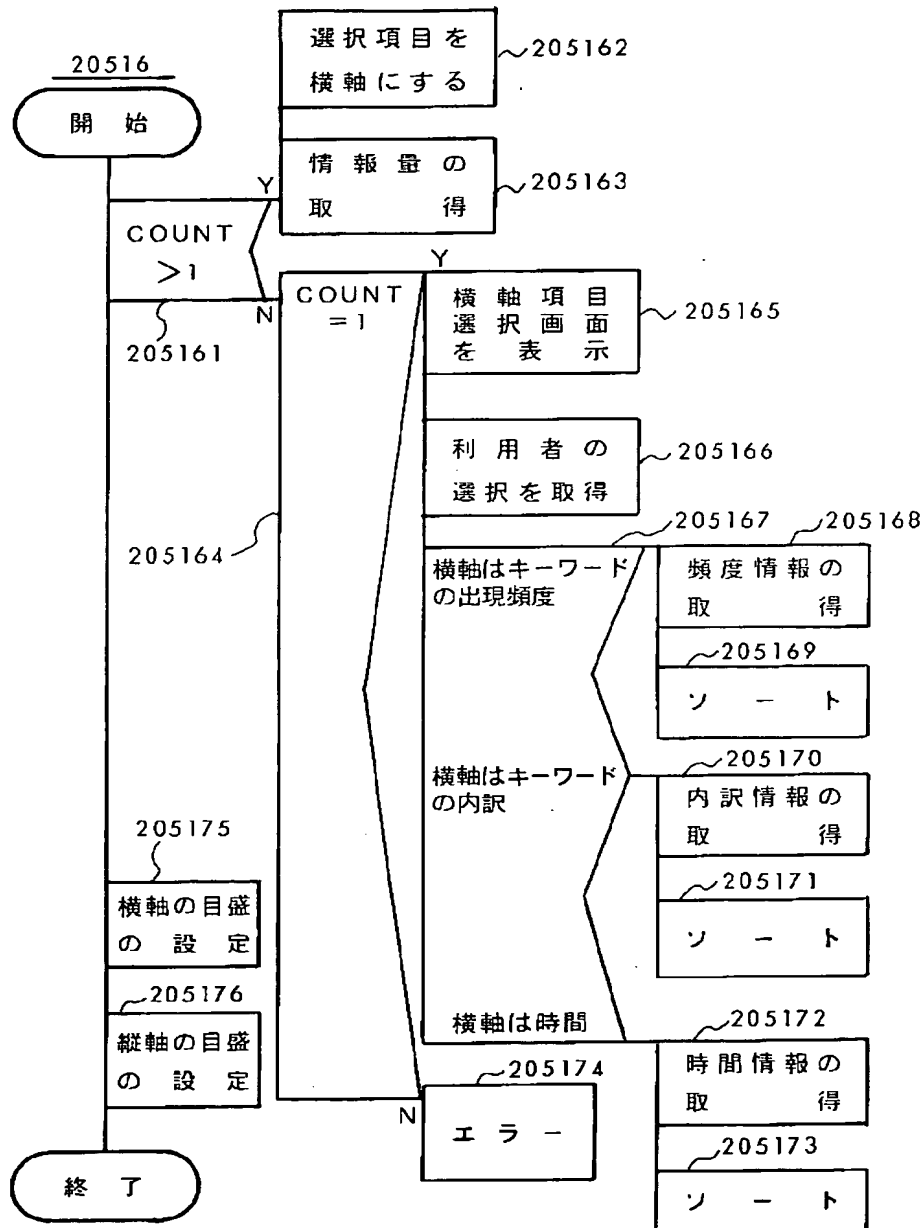 20516
開始
選択項目を
横軸にする
205162
情報量の
取得
205163
Y
COUNT
>1
N
205161
COUNT
=1
Y
横軸項目
選択画面
を表示
205165
利用者の
選択を取得
205166
205164
205167
205168
横軸はキーワード
の出現頻度
頻度情報の
取得
205169
ソート
205170
横軸はキーワード
の内訳
内訳情報の
取得
205171
ソート
205175
横軸の目盛
の設定
205176
縦軸の目盛
の設定
横軸は時間
205172
時間情報の
取得
205174
N
エラー
205173
ソート
終了